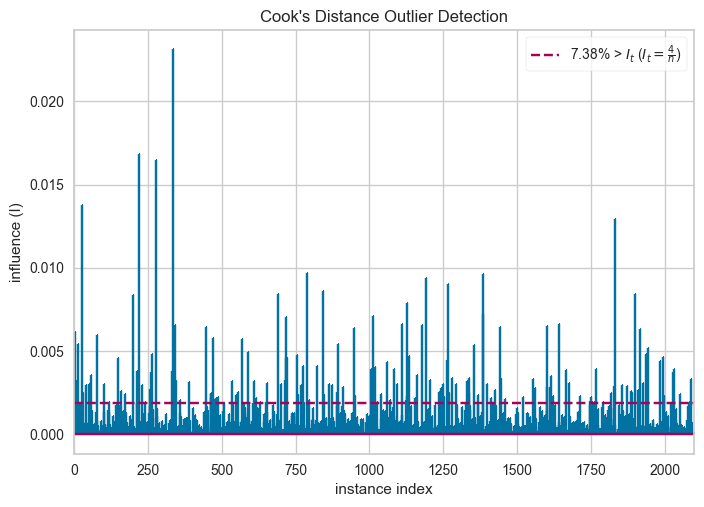 Cook's Distance Outlier Detection
7.38% > I_t (I_t = 4/n)
influence (I)
0.020
0.015
0.010
0.005
0.000
0 250 500 750 1000 1250 1500 1750 2000
instance index